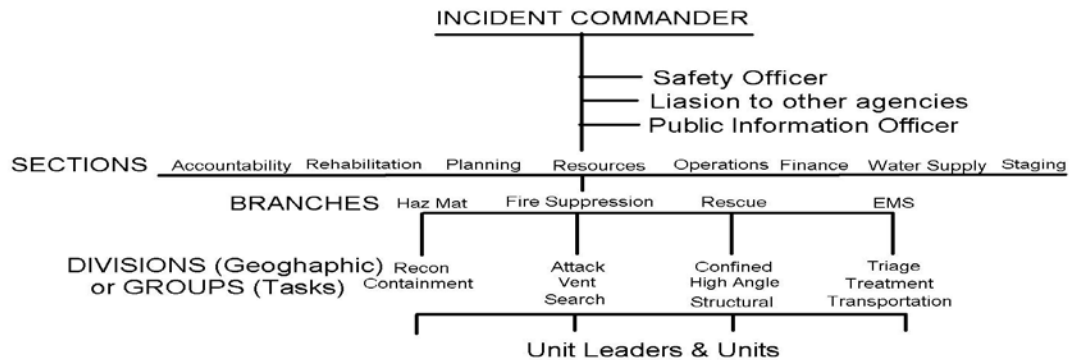 INCIDENT COMMANDER
Safety Officer
Liasion to other agencies
Public Information Officer
SECTIONS Accountability Rehabilitation Planning Resources Operations Finance Water Supply Staging
BRANCHES Haz Mat Fire Suppression Rescue EMS
DIVISIONS (Geoghaphic) Recon Attack Confined Triage
or GROUPS (Tasks) Containment Vent High Angle Treatment
Search Structural Transportation
Unit Leaders & Units